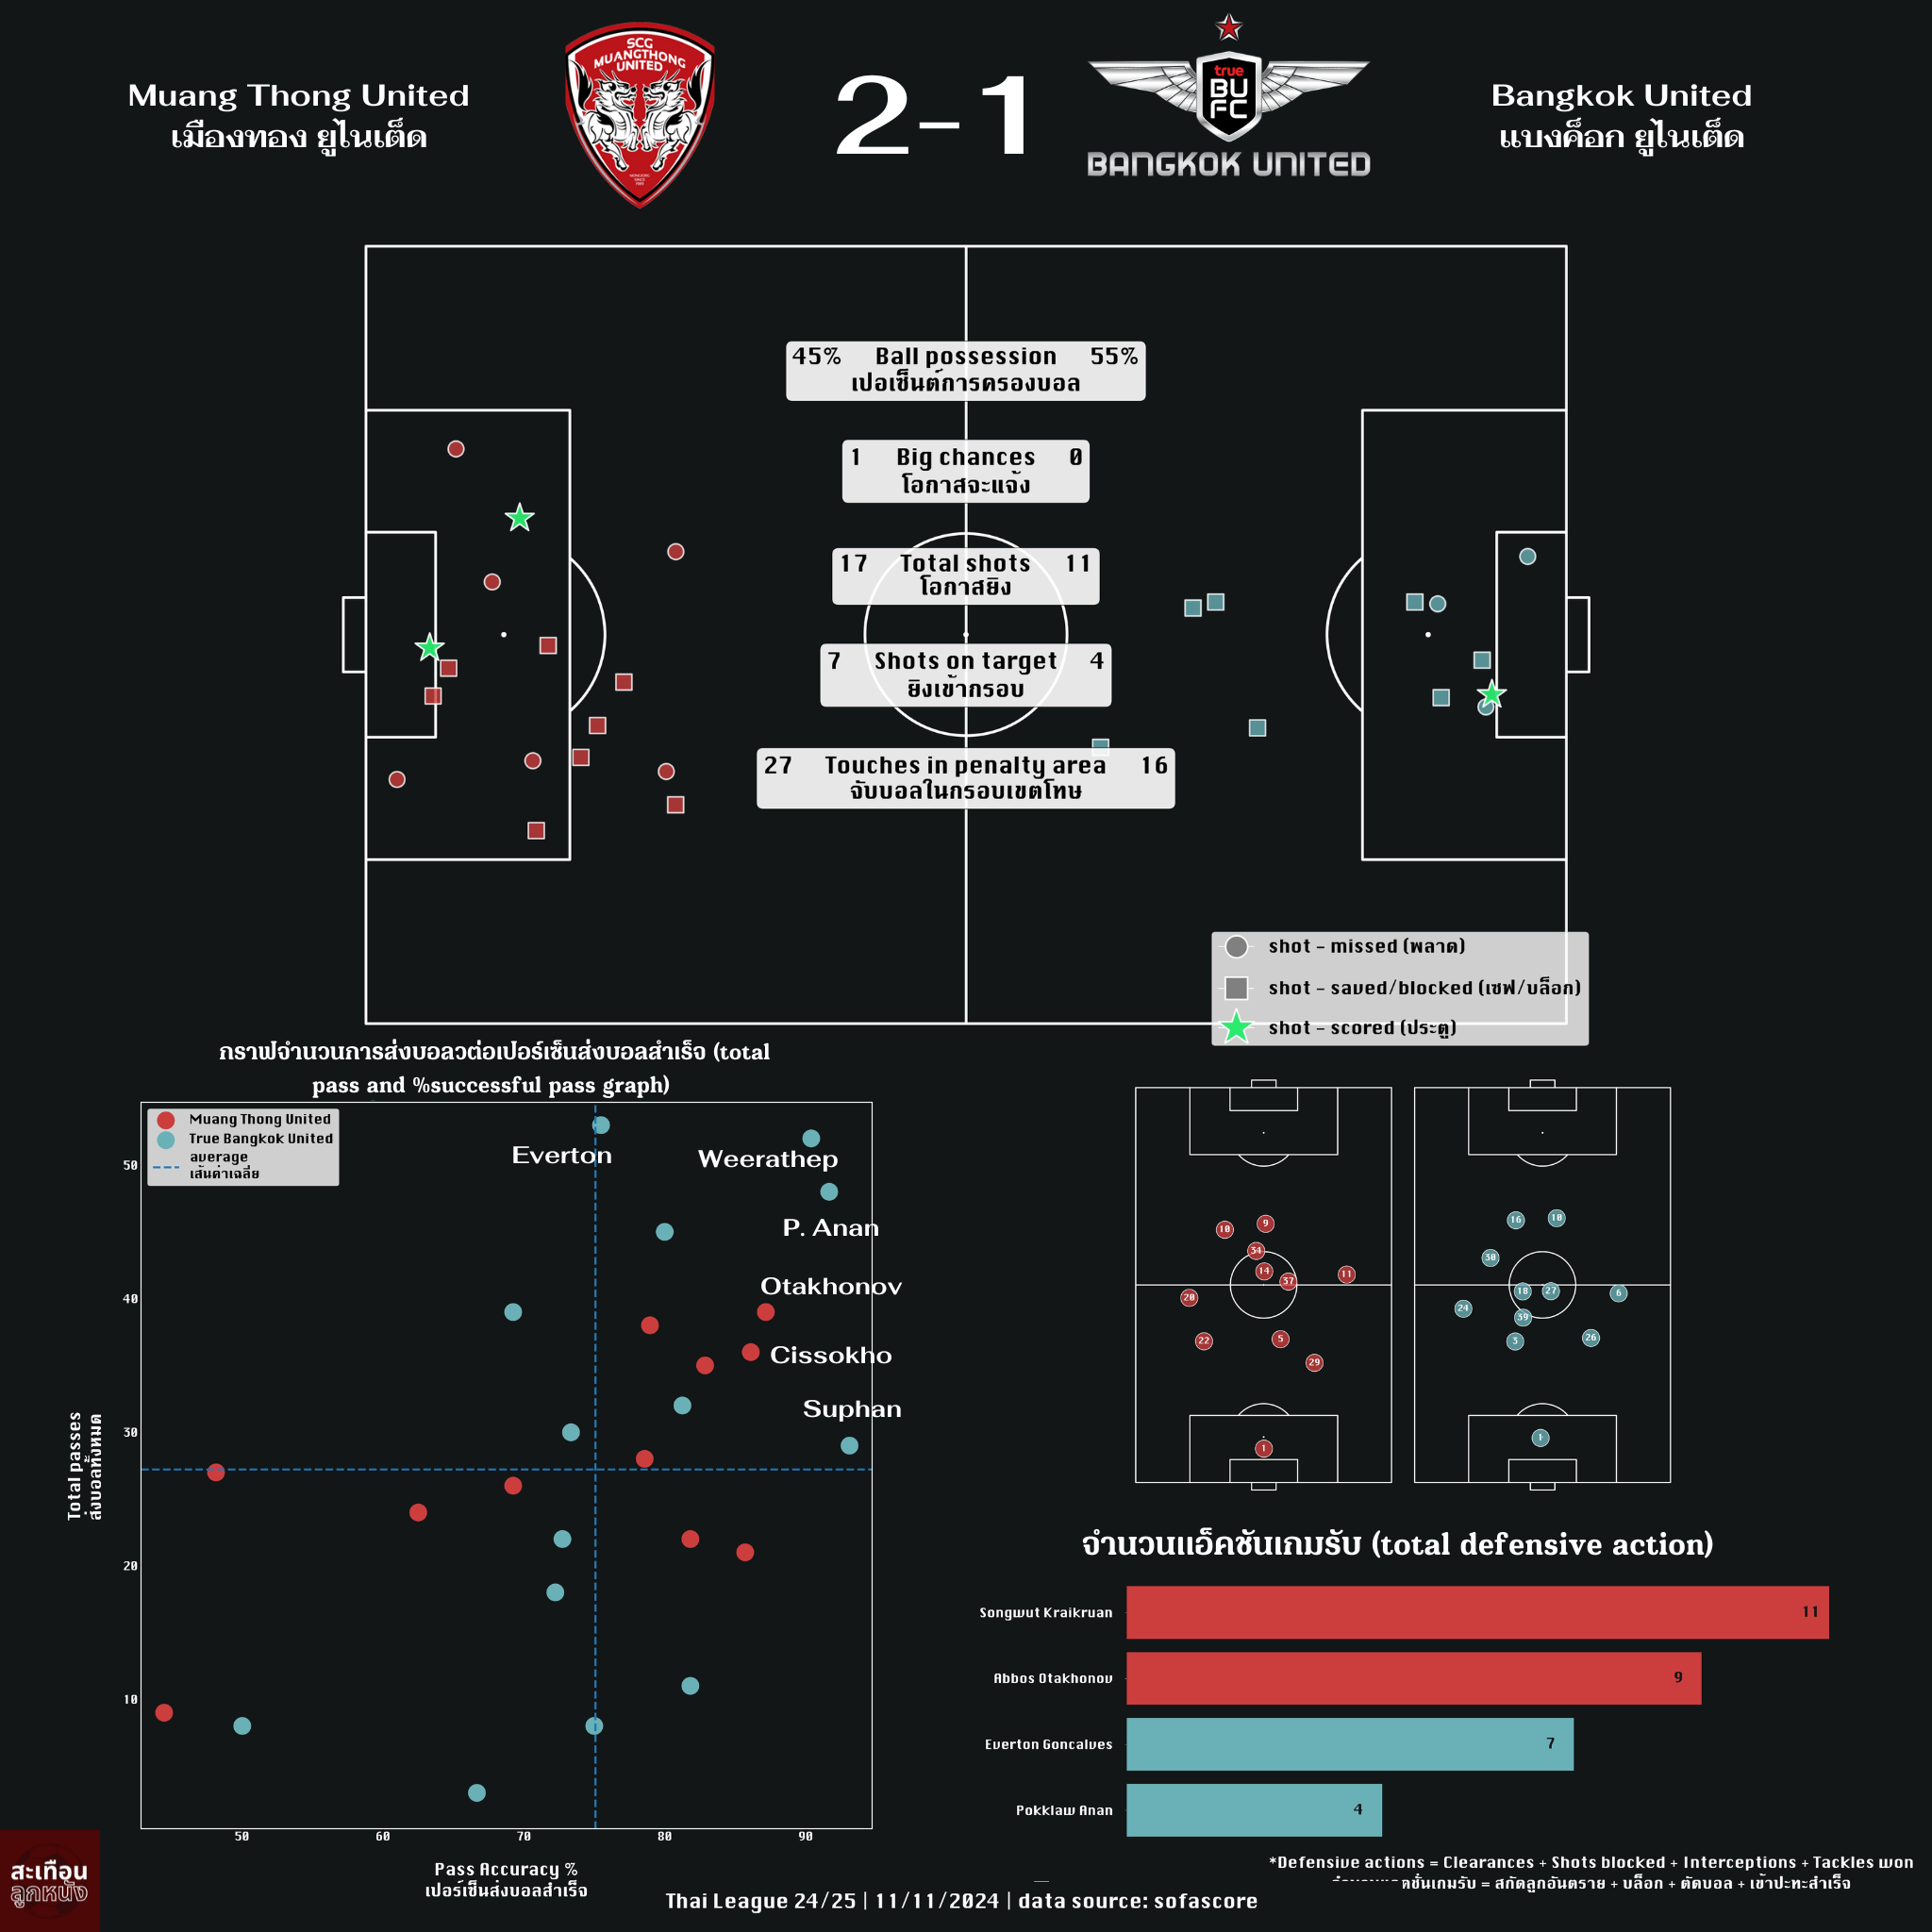 Muang Thong United
เมืองทอง ยูไนเต็ด
SCG
MUANGTHONG
UNITED
2-1
true
BU
FC
BANGKOK UNITED
Bangkok United
แบงค็อก ยูไนเต็ด
45% Ball possession 55%
เปอเซ็นต์การครองบอล
1 Big chances 0
โอกาสจะแจ้ง
17 Total shots 11
โอกาสยิง
7 Shots on target 4
ยิงเข้ากรอบ
27 Touches in penalty area 16
จับบอลในกรอบเขตโทษ
shot - missed (พลาด)
shot - saved/blocked (เซฟ/บล็อก)
shot - scored (ประตู)
กราฟจำนวนการส่งบอลวต่อเปอร์เซ็นส่งบอลสำเร็จ (total
pass and %successful pass graph)
Muang Thong United
True Bangkok United
average
เส้นค่าเฉลี่ย
Everton
Weerathep
P. Anan
Otakhonov
Cissokho
Suphan
50
40
30
20
10
Total passes
ส่งบอลทั้งหมด
50 60 70 80 90
Pass Accuracy %
เปอร์เซ็นส่งบอลสำเร็จ
10 9
34
14 37 11
20
22 5
29
1
16 10
30
18 27 6
24
39
3 26
1
จำนวนแอ็คชันเกมรับ (total defensive action)
Songwut Kraikruan 11
Abbos Otakhonov 9
Everton Goncalves 7
Pokklaw Anan 4
*Defensive actions = Clearances + Shots blocked + Interceptions + Tackles won
ชั่นเกมรับ = สกัดลูกอันตราย + บล็อก + ตัดบอล + เข้าปะทะสำเร็จ
Thai League 24/25 | 11/11/2024 | data source: sofascore
สะเทือน
ลูกหนัง